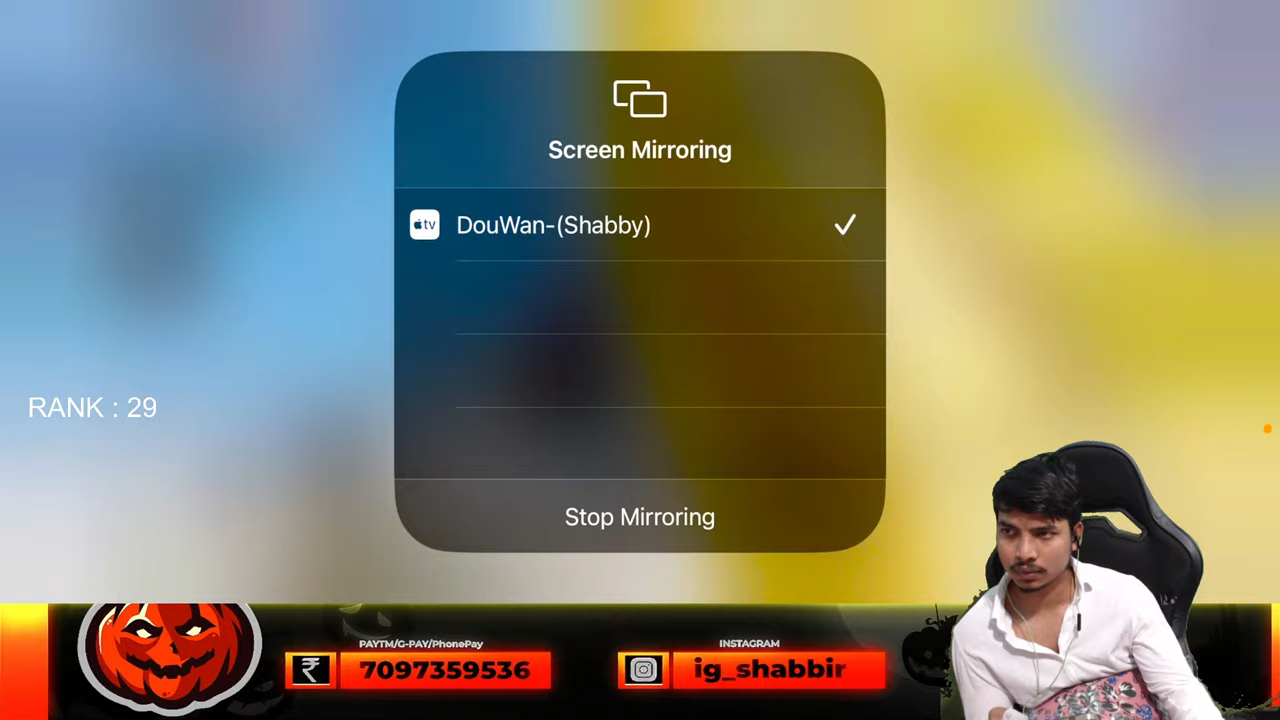 Screen Mirroring
tv
DouWan-(Shabby)
RANK : 29
Stop Mirroring
PAYTM/G-PAY/PhonePay
7097359536
INSTAGRAM
ig_shabbir